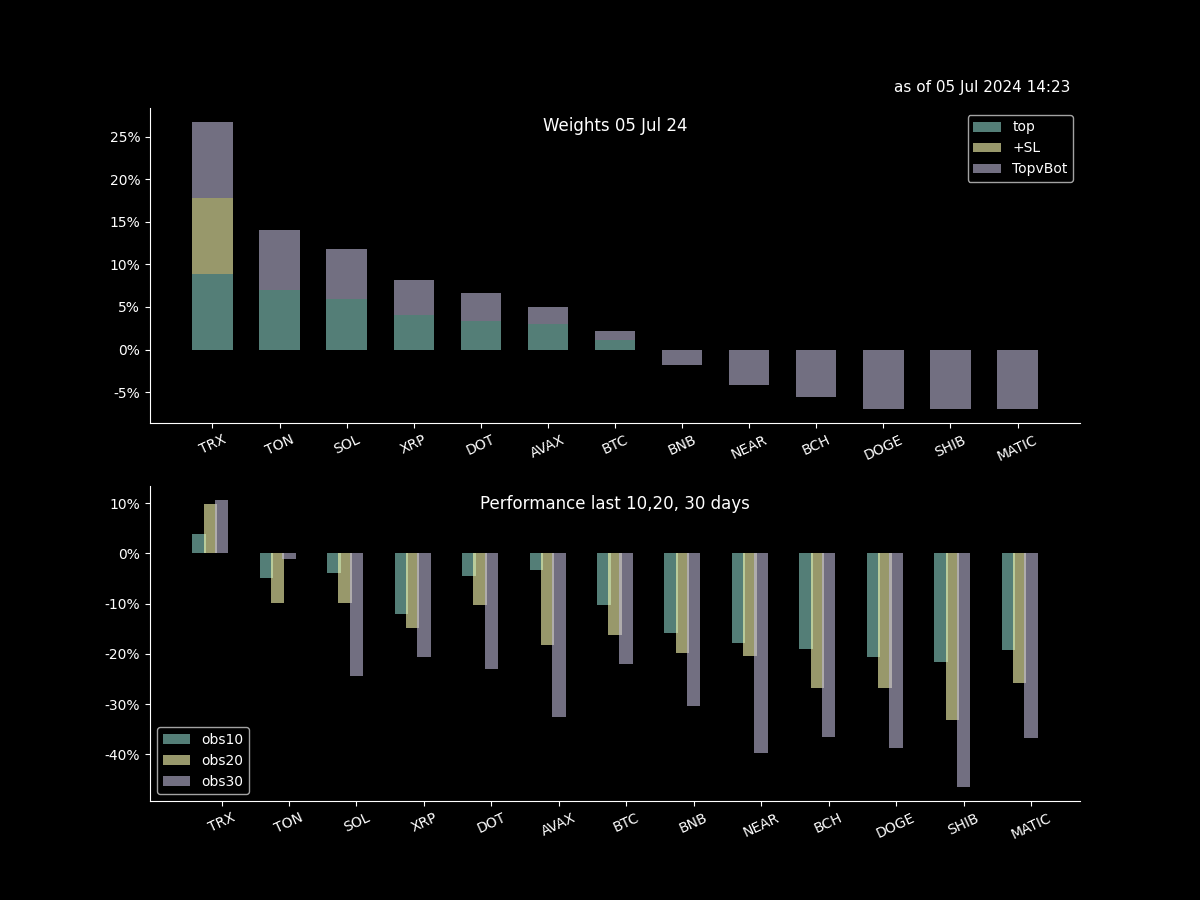 as of 05 Jul 2024 14:23
Weights 05 Jul 24
top
+SL
TopvBot
25%
20%
15%
10%
5%
0%
-5%
TRX TON SOL XRP DOT AVAX BTC BNB NEAR BCH DOGE SHIB MATIC
Performance last 10,20, 30 days
10%
0%
-10%
-20%
-30%
-40%
obs10
obs20
obs30
TRX TON SOL XRP DOT AVAX BTC BNB NEAR BCH DOGE SHIB MATIC